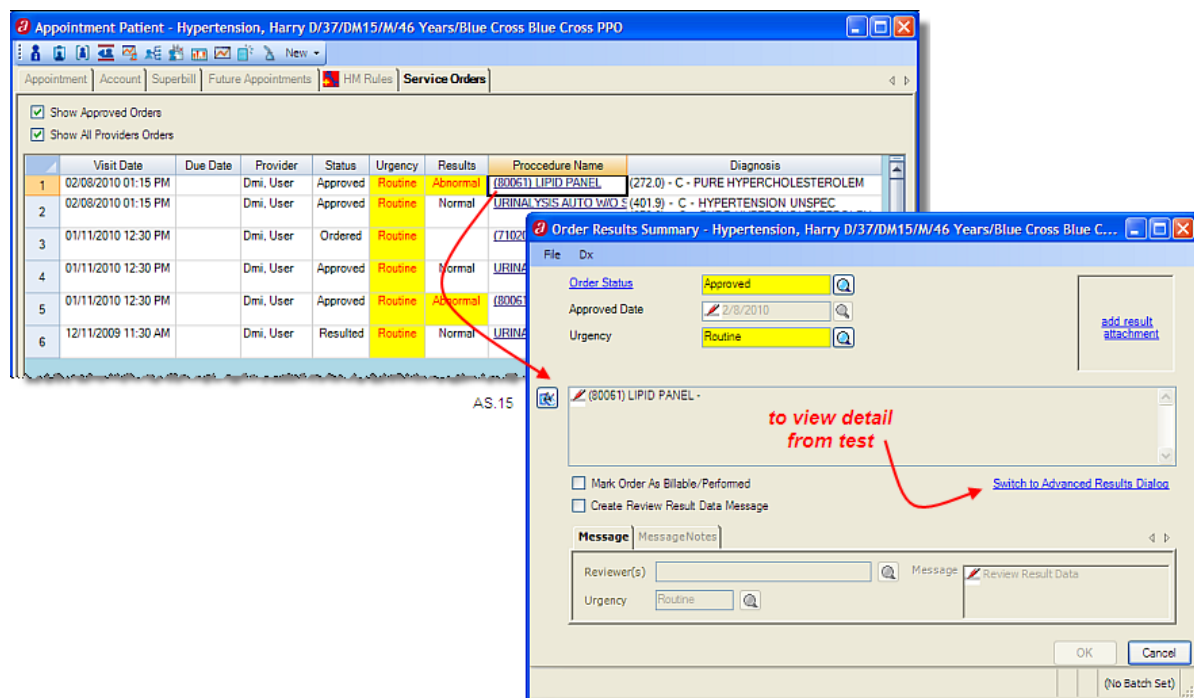 Appointment Patient - Hypertension, Harry D/37/DM15/M/46 Years/Blue Cross Blue Cross PPO
New
Appointment Account Superbill Future Appointments HM Rules Service Orders
Show Approved Orders
Show All Providers Orders
Visit Date Due Date Provider Status Urgency Results Proccedure Name Diagnosis
1 02/08/2010 01:15 PM Dmi, User Approved Routine Abnormal (80061) LIPID PANEL (272.0) - C - PURE HYPERCHOLESTEROLEM
2 02/08/2010 01:15 PM Dmi, User Approved Routine Normal URINALYSIS AUTO W/O S (401.9) - C - HYPERTENSION UNSPEC
3 01/11/2010 12:30 PM Dmi, User Ordered Routine (71020
4 01/11/2010 12:30 PM Dmi, User Approved Routine Normal URINA
5 01/11/2010 12:30 PM Dmi, User Approved Routine Abnormal (80061
6 12/11/2009 11:30 AM Dmi, User Resulted Routine Normal URINA
AS.15
Order Results Summary - Hypertension, Harry D/37/DM15/M/46 Years/Blue Cross Blue C...
File Dx
Order Status Approved
Approved Date 2/8/2010
Urgency Routine
add result
attachment
(80061) LIPID PANEL -
to view detail
from test
Mark Order As Billable/Performed
Switch to Advanced Results Dialog
Create Review Result Data Message
Message MessageNotes
Reviewer(s) Message Review Result Data
Urgency Routine
OK Cancel
(No Batch Set)